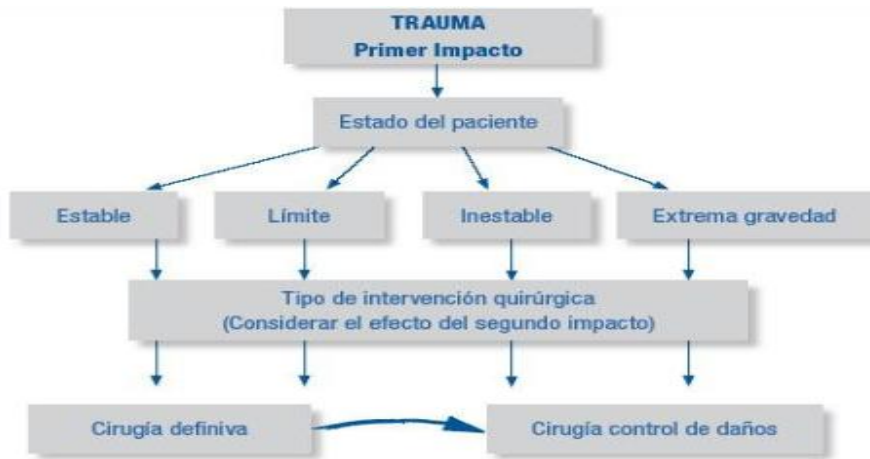 TRAUMA
Primer Impacto
Estado del paciente
Estable
Límite
Inestable
Extrema gravedad
Tipo de intervención quirúrgica
(Considerar el efecto del segundo impacto)
Cirugía definiva
Cirugía control de daños